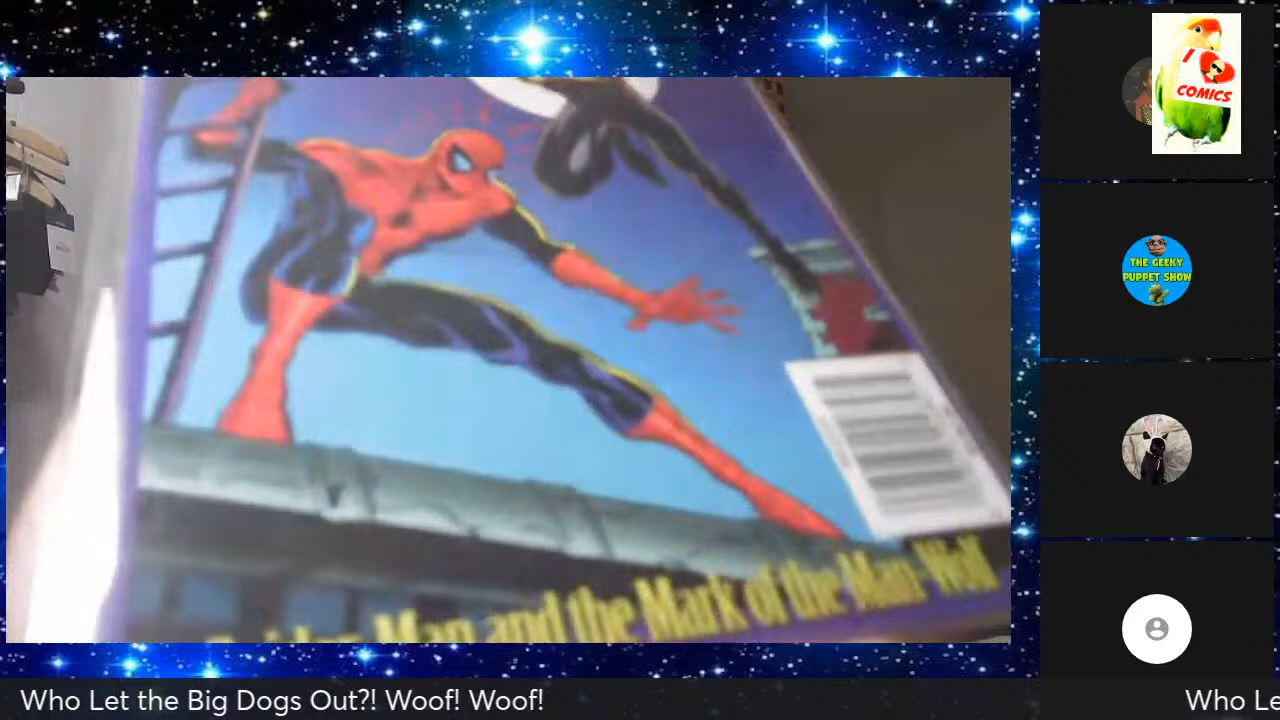 I
COMICS
THE GEEKY
PUPPET SHOW
Spider-Man and the Mark of the Man-Wolf
Who Let the Big Dogs Out?! Woof! Woof!
Who Le